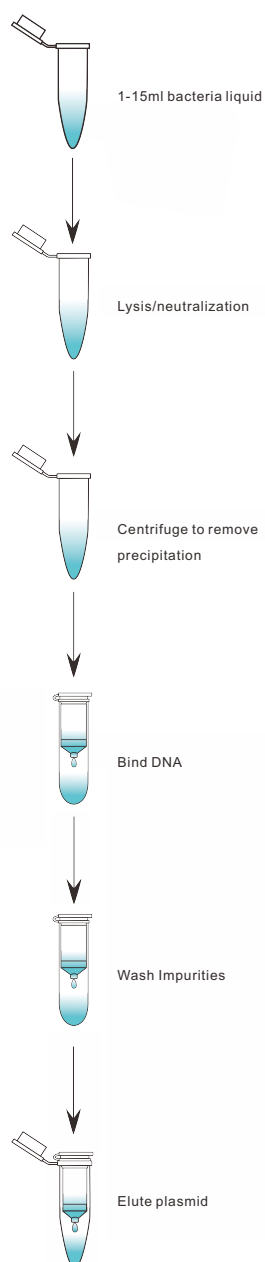 1-15ml bacteria liquid
Lysis/neutralization
Centrifuge to remove
precipitation
Bind DNA
Wash Impurities
Elute plasmid